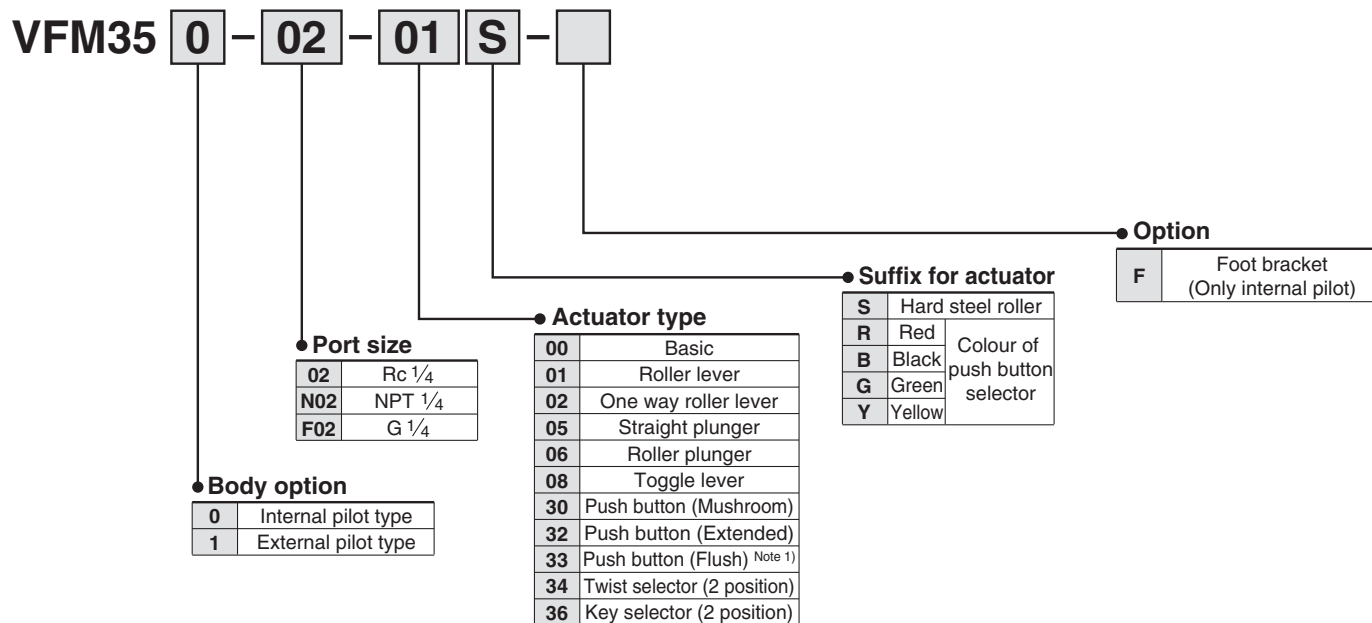 VFM35 0 – 02 – 01 S –
Option
F Foot bracket (Only internal pilot)
Suffix for actuator
S Hard steel roller
R Red
B Black
G Green
Y Yellow
Colour of push button selector
Actuator type
00 Basic
01 Roller lever
02 One way roller lever
05 Straight plunger
06 Roller plunger
08 Toggle lever
30 Push button (Mushroom)
32 Push button (Extended)
33 Push button (Flush) Note 1)
34 Twist selector (2 position)
36 Key selector (2 position)
Port size
02 Rc 1/4
N02 NPT 1/4
F02 G 1/4
Body option
0 Internal pilot type
1 External pilot type